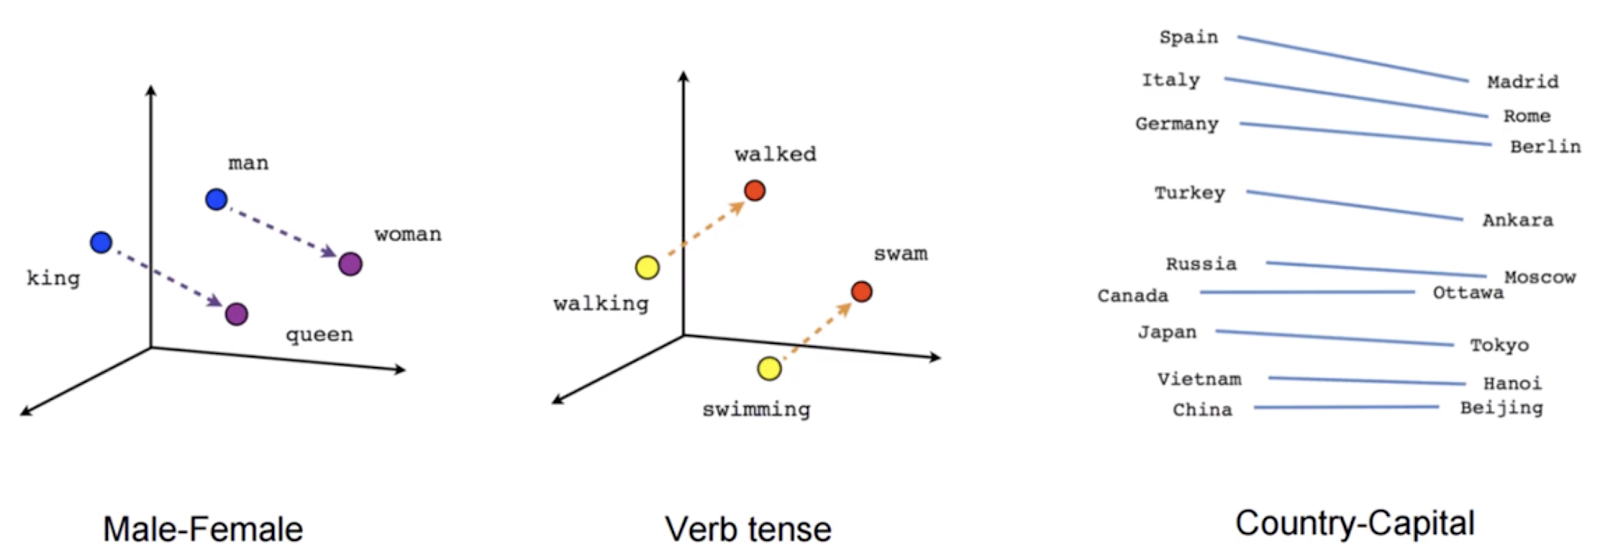 man
woman
king
queen
Male-Female
walked
swam
walking
swimming
Verb tense
Spain
Madrid
Italy
Rome
Germany
Berlin
Turkey
Ankara
Russia
Moscow
Canada
Ottawa
Japan
Tokyo
Vietnam
Hanoi
China
Beijing
Country-Capital